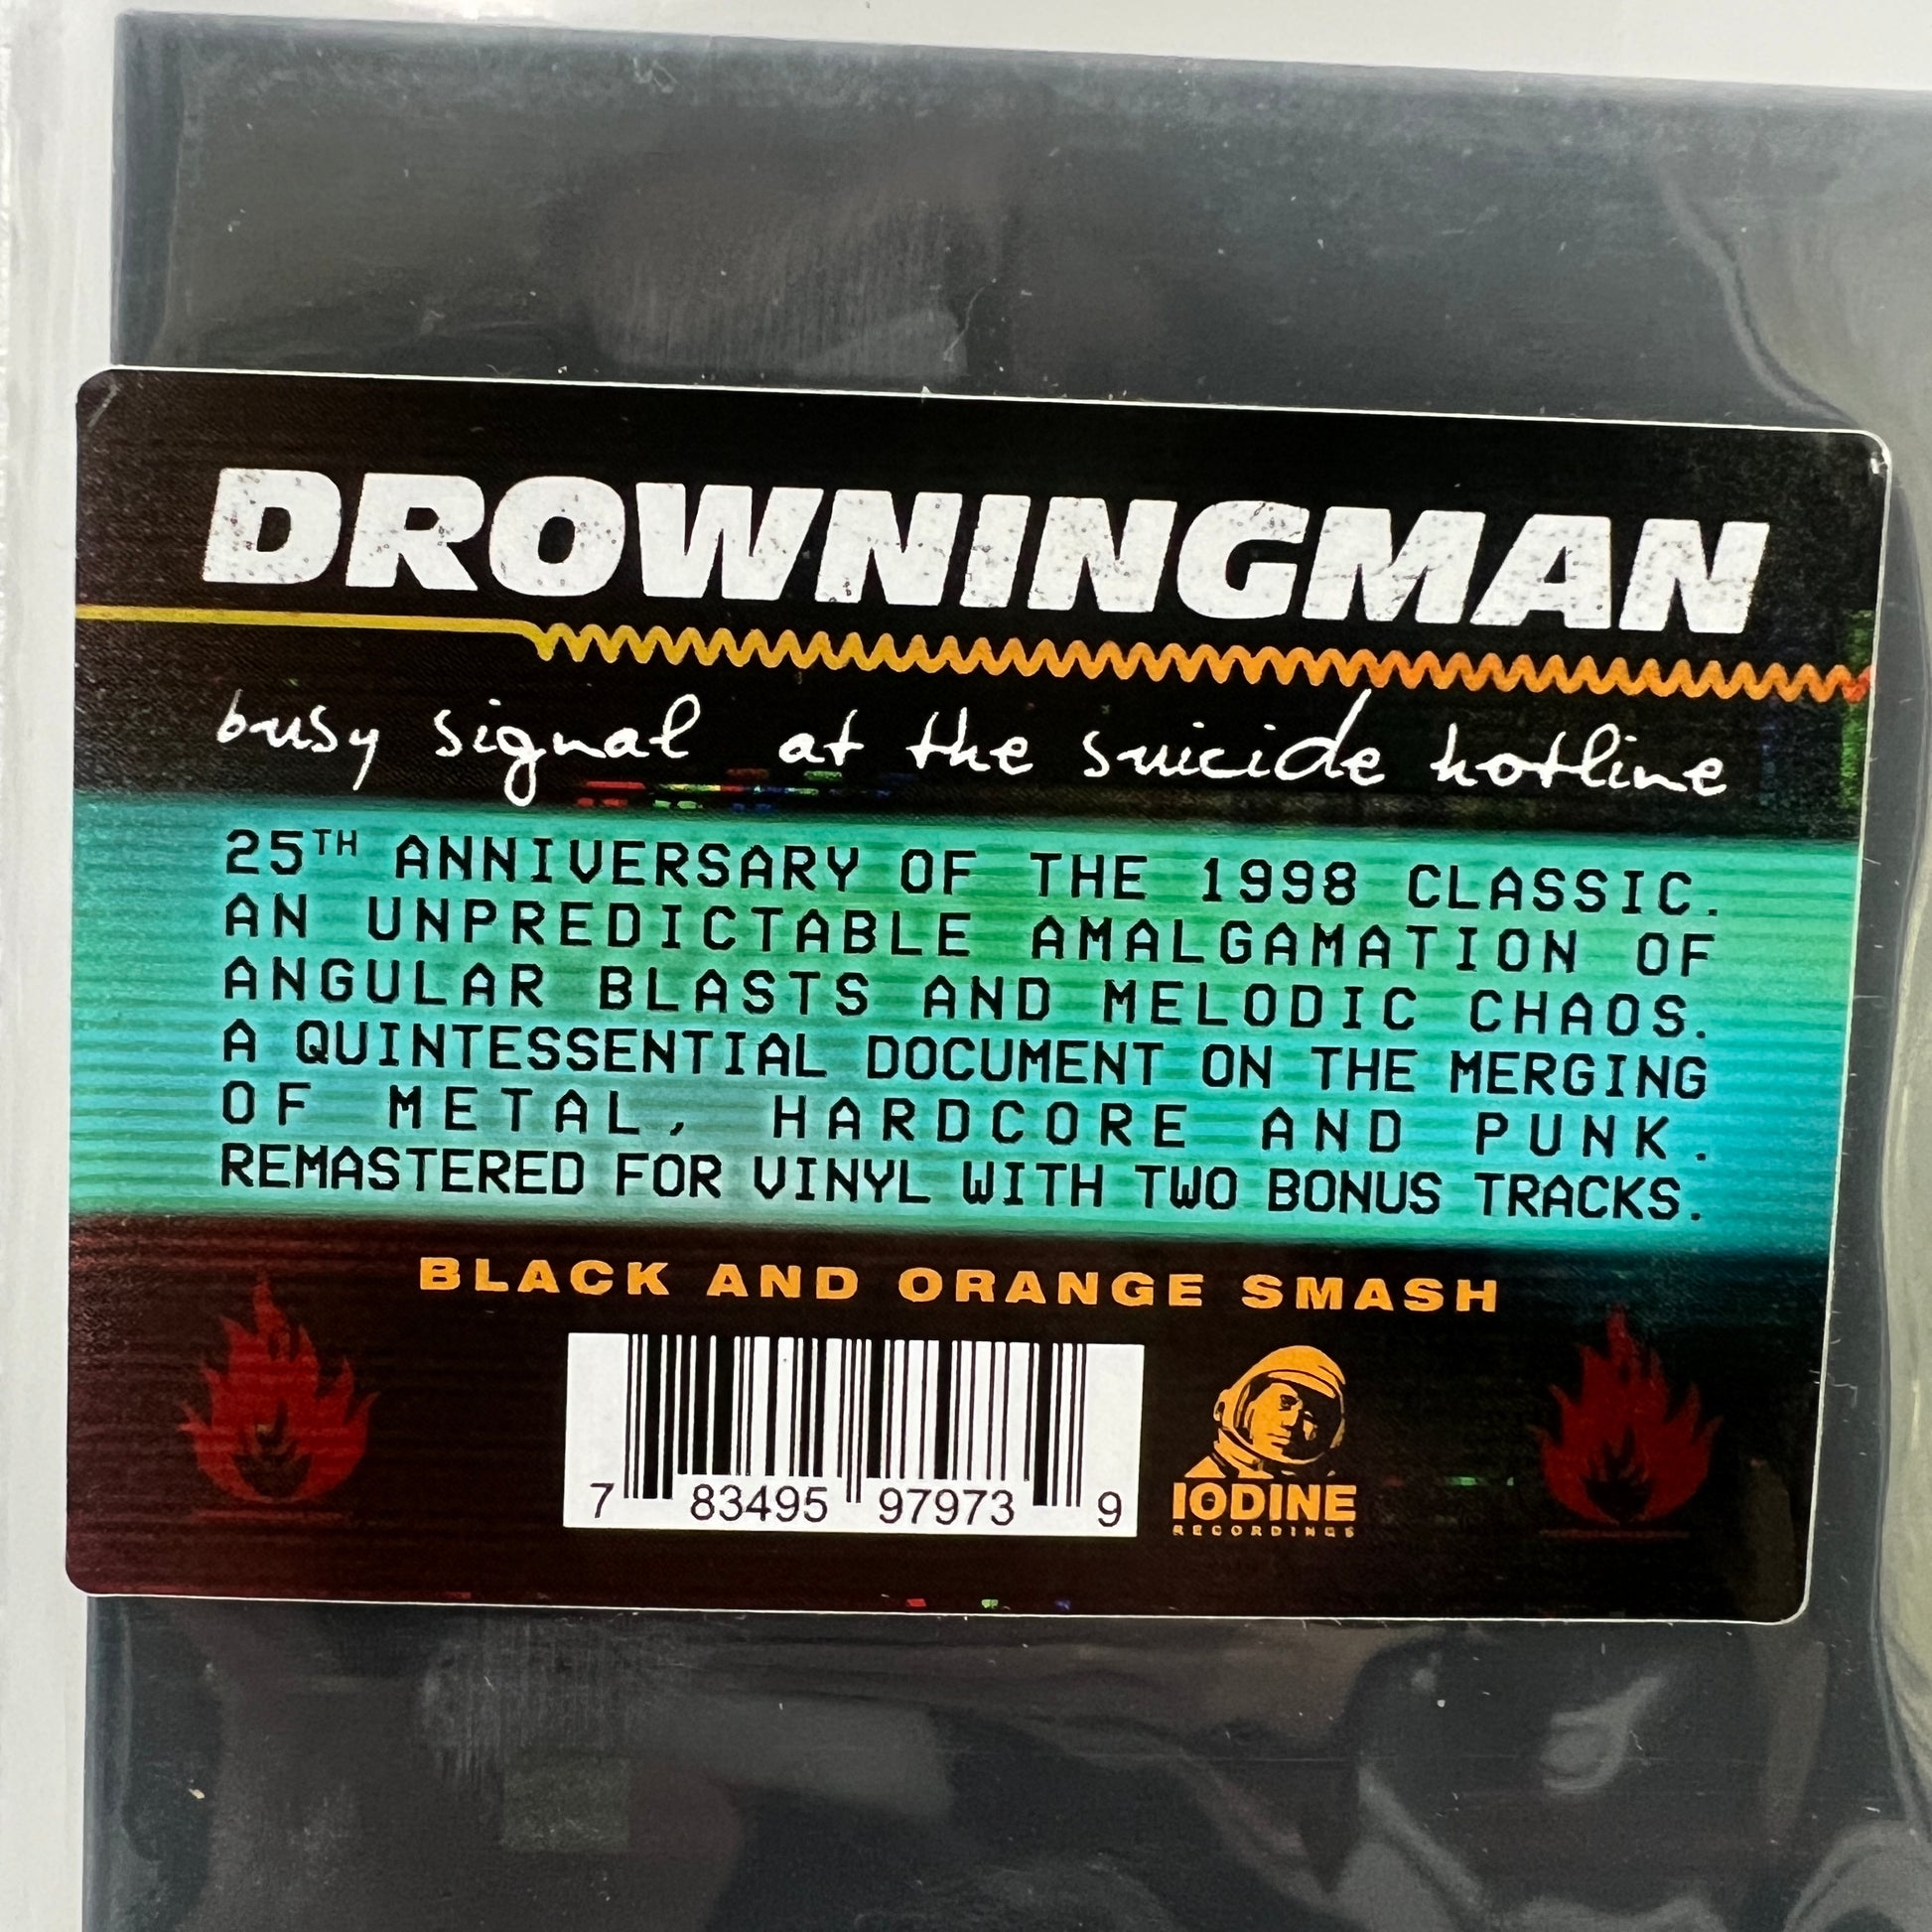 DROWNINGMAN
busy signal at the suicide hotline
25TH ANNIVERSARY OF THE 1998 CLASSIC.
AN UNPREDICTABLE AMALGAMATION OF
ANGULAR BLASTS AND MELODIC CHAOS.
A QUINTESSENTIAL DOCUMENT ON THE MERGING
OF METAL, HARDCORE AND PUNK.
REMASTERED FOR VINYL WITH TWO BONUS TRACKS.
BLACK AND ORANGE SMASH
7 83495 97973 9
IODINE
RECORDINGS